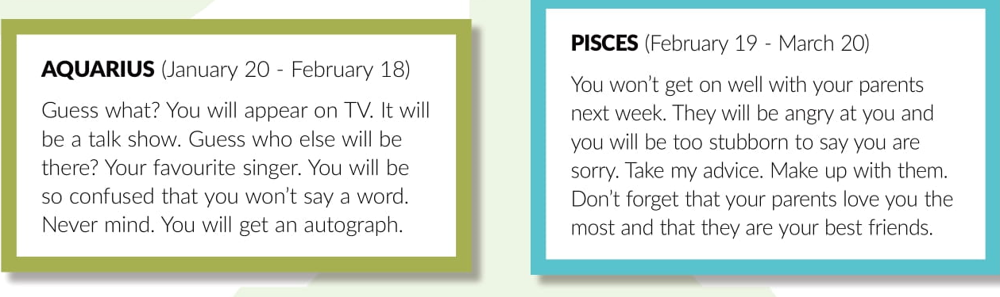 AQUARIUS (January 20 - February 18)
Guess what? You will appear on TV. It will
be a talk show. Guess who else will be
there? Your favourite singer. You will be
so confused that you won’t say a word.
Never mind. You will get an autograph.
PISCES (February 19 - March 20)
You won’t get on well with your parents
next week. They will be angry at you and
you will be too stubborn to say you are
sorry. Take my advice. Make up with them.
Don’t forget that your parents love you the
most and that they are your best friends.